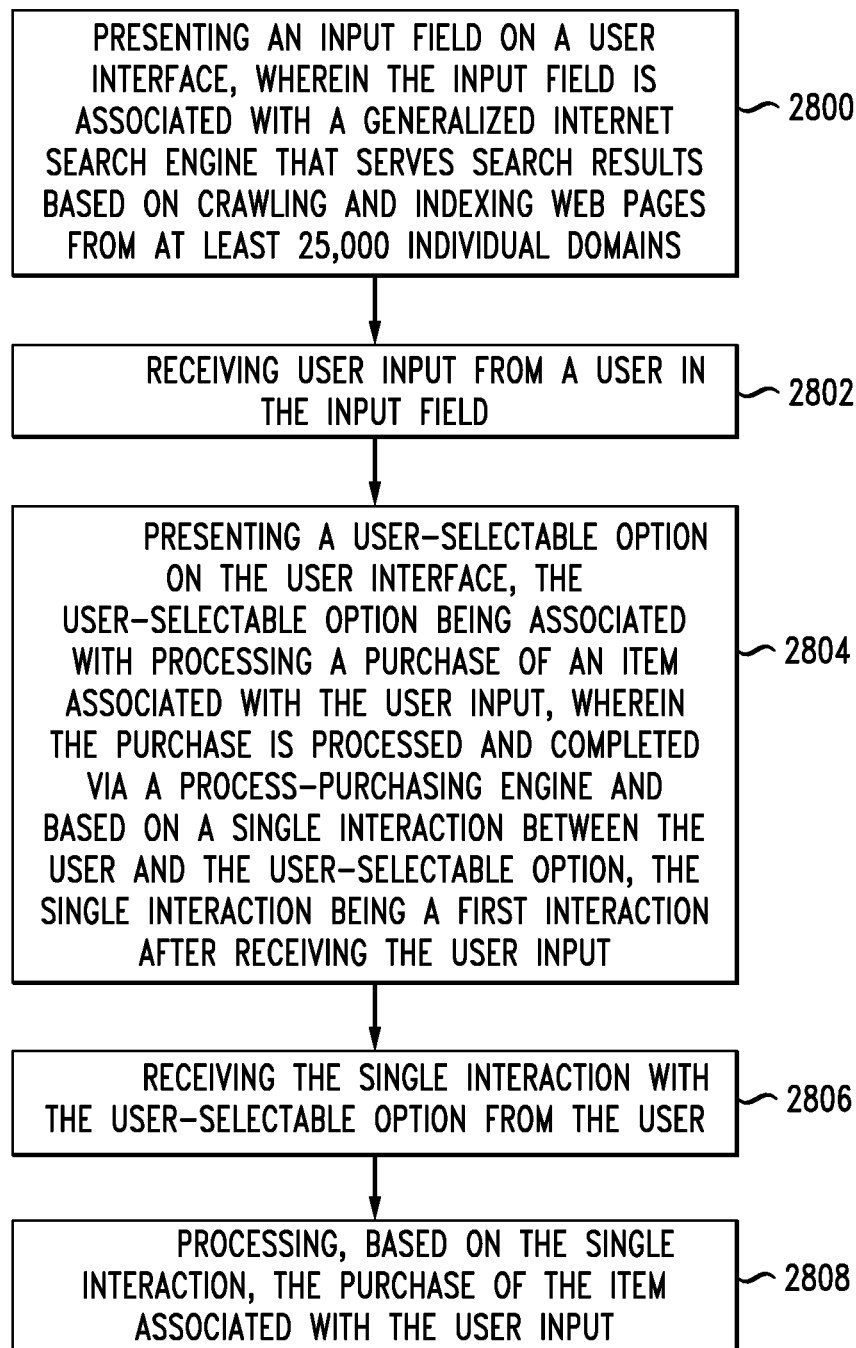 PRESENTING AN INPUT FIELD ON A USER
INTERFACE, WHEREIN THE INPUT FIELD IS
ASSOCIATED WITH A GENERALIZED INTERNET
SEARCH ENGINE THAT SERVES SEARCH RESULTS
BASED ON CRAWLING AND INDEXING WEB PAGES
FROM AT LEAST 25,000 INDIVIDUAL DOMAINS
2800
RECEIVING USER INPUT FROM A USER IN
THE INPUT FIELD
2802
PRESENTING A USER-SELECTABLE OPTION
ON THE USER INTERFACE, THE
USER-SELECTABLE OPTION BEING ASSOCIATED
WITH PROCESSING A PURCHASE OF AN ITEM
ASSOCIATED WITH THE USER INPUT, WHEREIN
THE PURCHASE IS PROCESSED AND COMPLETED
VIA A PROCESS-PURCHASING ENGINE AND
BASED ON A SINGLE INTERACTION BETWEEN THE
USER AND THE USER-SELECTABLE OPTION, THE
SINGLE INTERACTION BEING A FIRST INTERACTION
AFTER RECEIVING THE USER INPUT
2804
RECEIVING THE SINGLE INTERACTION WITH
THE USER-SELECTABLE OPTION FROM THE USER
2806
PROCESSING, BASED ON THE SINGLE
INTERACTION, THE PURCHASE OF THE ITEM
ASSOCIATED WITH THE USER INPUT
2808